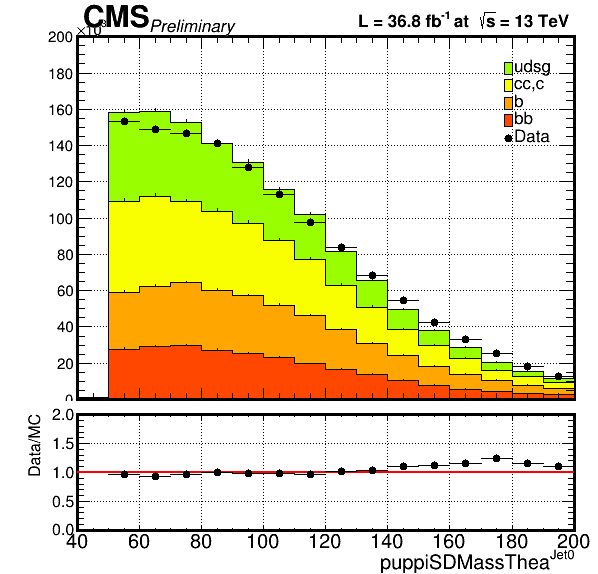 CMS Preliminary L = 36.8 fb⁻¹ at √s = 13 TeV
×10³
200
180
160
140
120
100
80
60
40
20
0
udsg
cc,c
b
bb
Data
Data/MC
2.0
1.5
1.0
0.5
0.0
40 60 80 100 120 140 160 180 200
puppiSDMassThea^Jet0